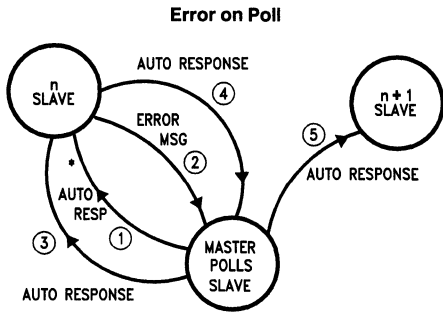 Error on Poll
AUTO RESPONSE
n
SLAVE
4
n + 1
SLAVE
ERROR
MSG
5
2
*
AUTO RESPONSE
AUTO
RESP
1
3
MASTER
POLLS
SLAVE
AUTO RESPONSE